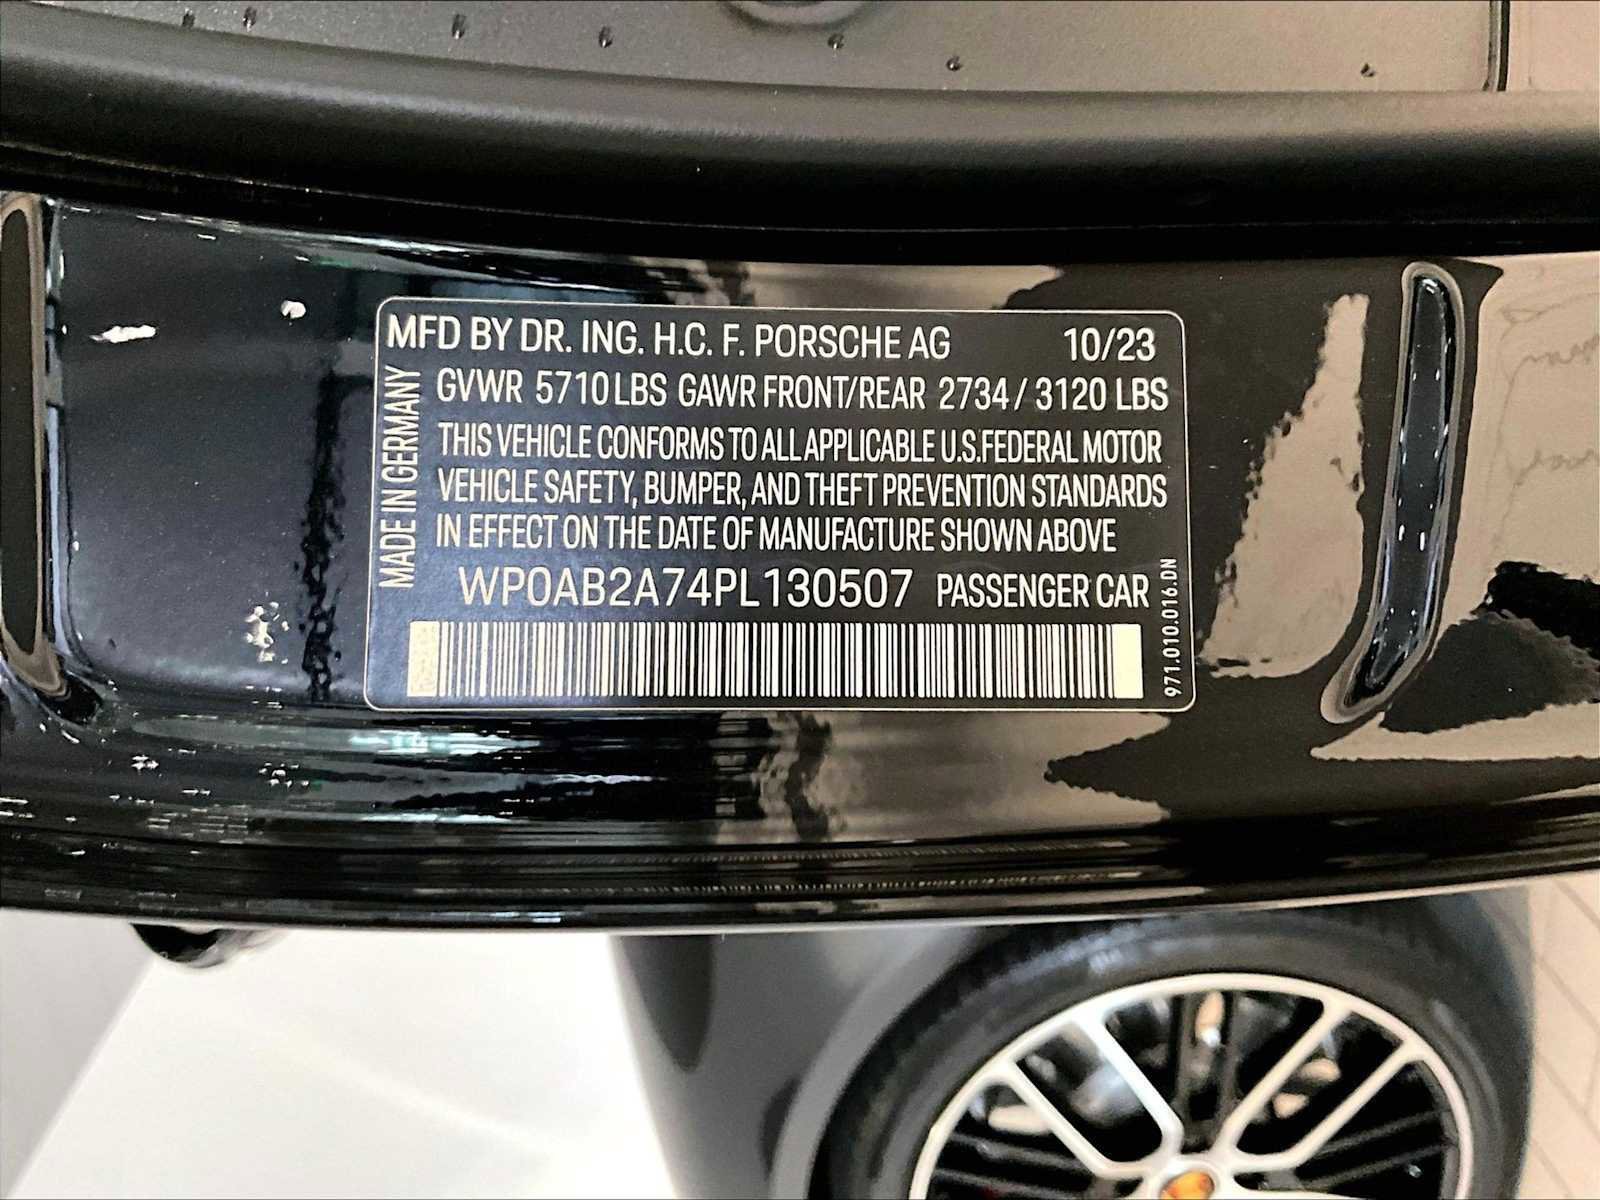 MFD BY DR. ING. H.C. F. PORSCHE AG 10/23
GVWR 5710 LBS GAWR FRONT/REAR 2734 / 3120 LBS
THIS VEHICLE CONFORMS TO ALL APPLICABLE U.S.FEDERAL MOTOR
VEHICLE SAFETY, BUMPER, AND THEFT PREVENTION STANDARDS
IN EFFECT ON THE DATE OF MANUFACTURE SHOWN ABOVE
WP0AB2A74PL130507 PASSENGER CAR
MADE IN GERMANY
971.010.016.DN